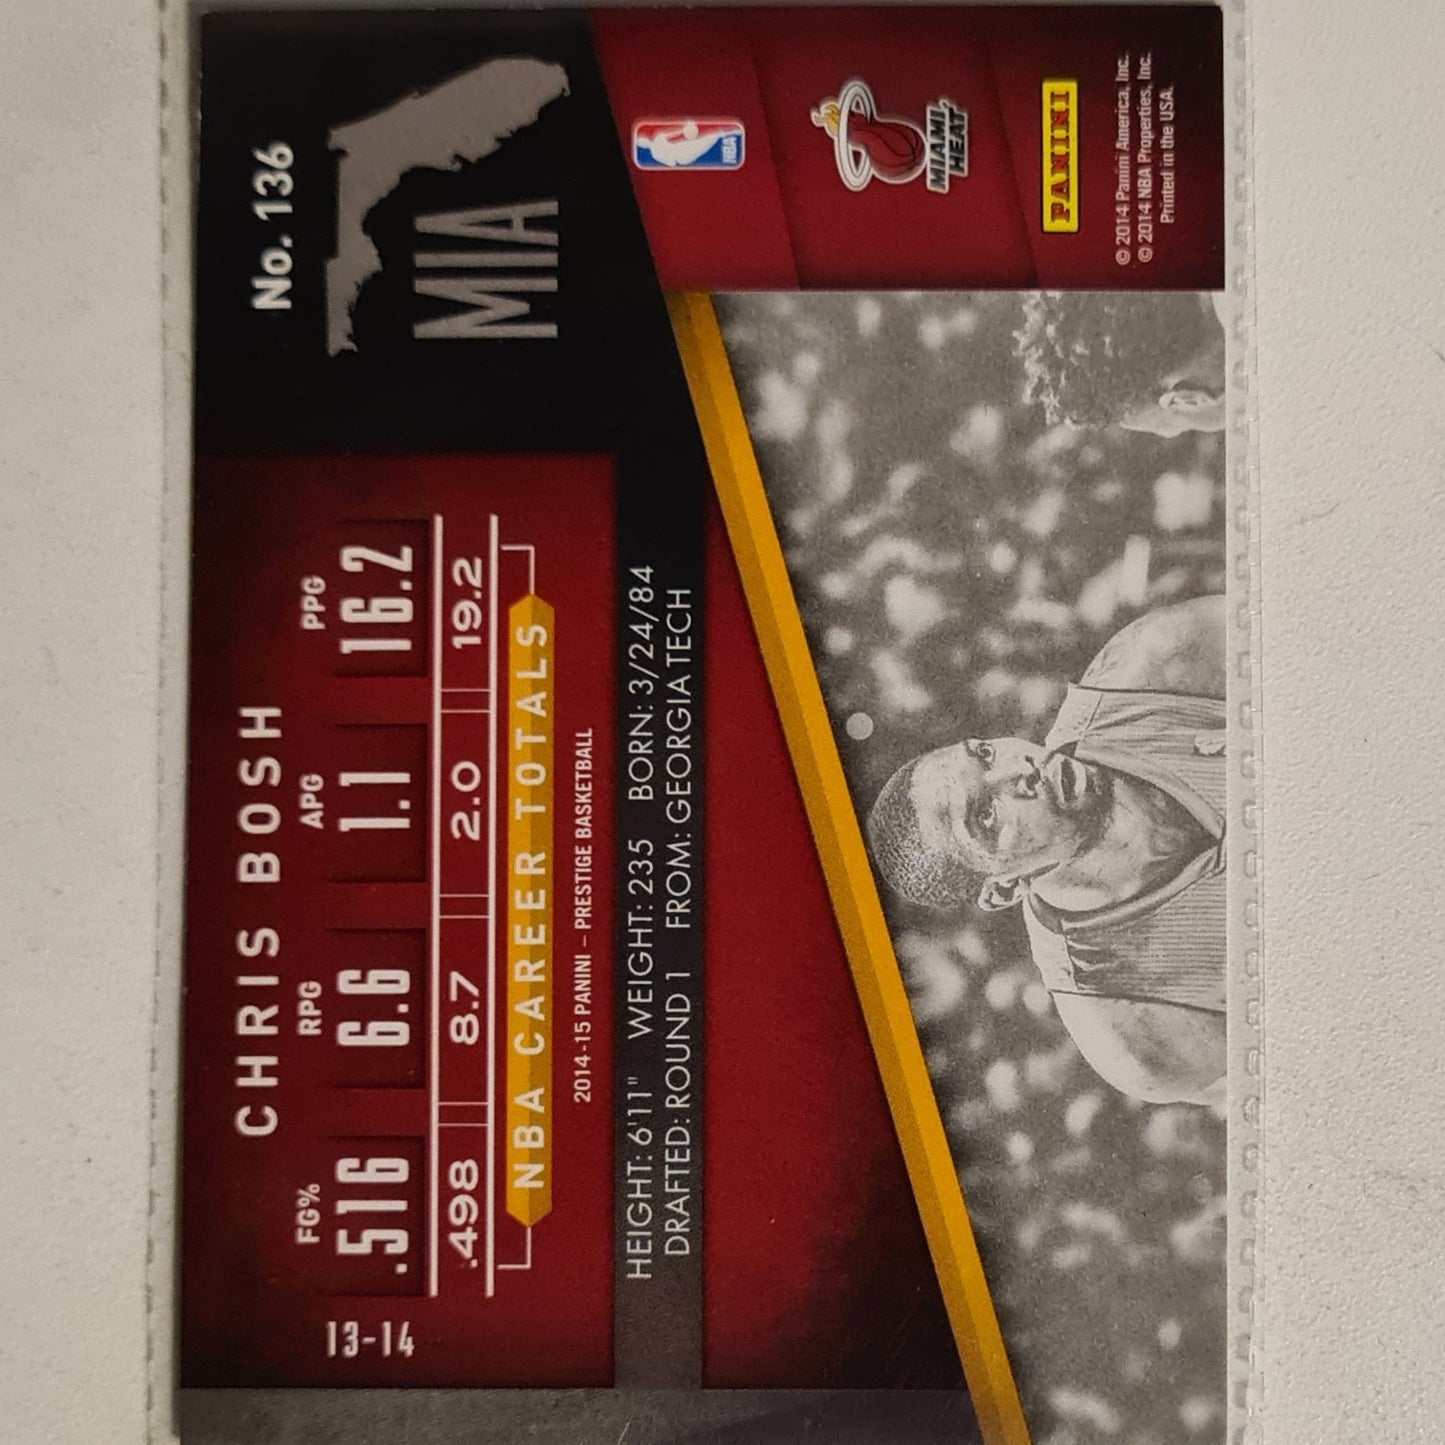 No. 136
MIA
CHRIS BOSH
FG% RPG APG PPG
13-14 .516 6.6 1.1 16.2
.498 8.7 2.0 19.2
NBA CAREER TOTALS
2014-15 PANINI – PRESTIGE BASKETBALL
HEIGHT: 6'11" WEIGHT: 235 BORN: 3/24/84
DRAFTED: ROUND 1 FROM: GEORGIA TECH
NBA
MIAMI
HEAT
PANINI
© 2014 Panini America, Inc.
© 2014 NBA Properties, Inc.
Printed in the USA.